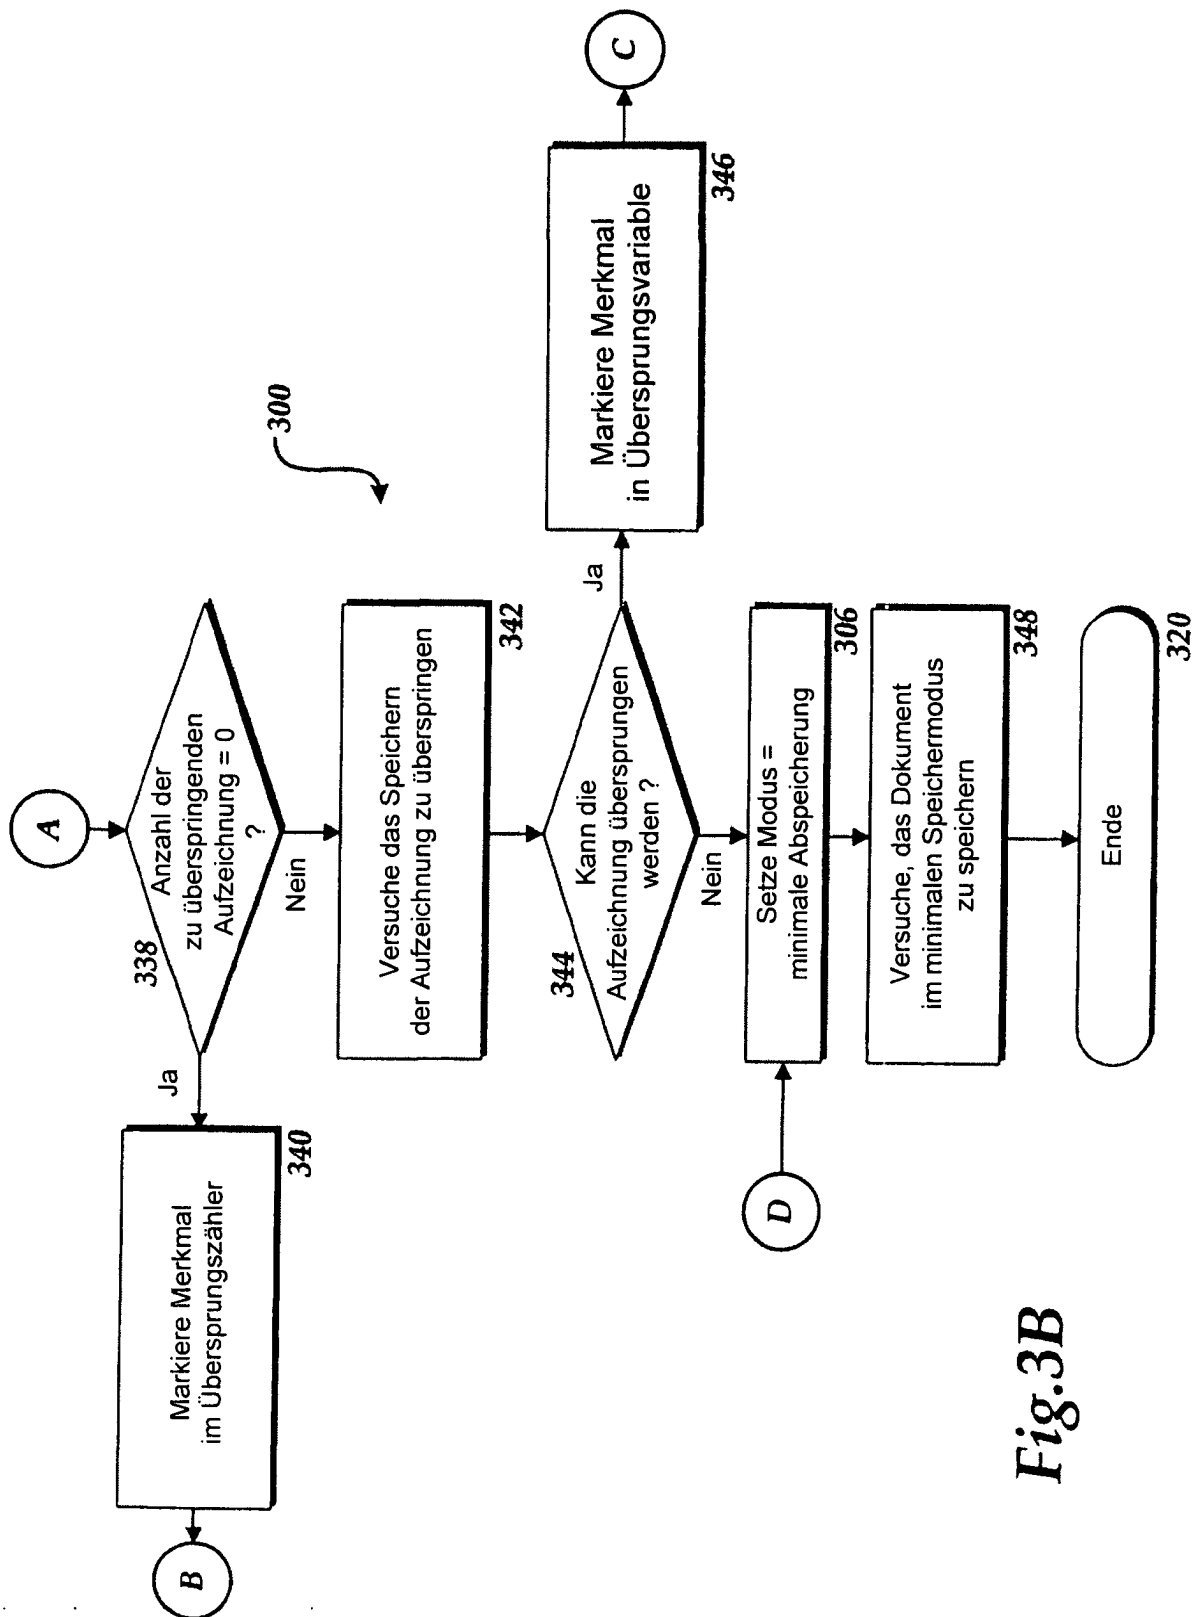 A
338
Anzahl der
zu überspringenden
Aufzeichnung = 0
?
Ja
Nein
340
Markiere Merkmal
im Übersprungszähler
B
300
342
Versuche das Speichern
der Aufzeichnung zu überspringen
344
Kann die
Aufzeichnung übersprungen
werden ?
Ja
Nein
346
Markiere Merkmal
in Übersprungsvariable
C
D
306
Setze Modus =
minimale Abspeicherung
348
Versuche, das Dokument
im minimalen Speichermodus
zu speichern
Ende
320
Fig.3B